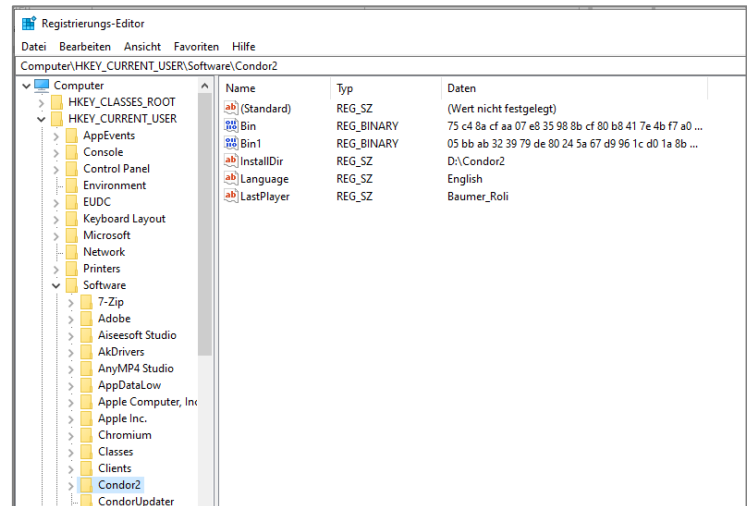 Registrierungs-Editor
Datei Bearbeiten Ansicht Favoriten Hilfe
Computer\HKEY_CURRENT_USER\Software\Condor2
Computer
HKEY_CLASSES_ROOT
HKEY_CURRENT_USER
AppEvents
Console
Control Panel
Environment
EUDC
Keyboard Layout
Microsoft
Network
Printers
Software
7-Zip
Adobe
Aiseesoft Studio
AkDrivers
AnyMP4 Studio
AppDataLow
Apple Computer, Inc
Apple Inc.
Chromium
Classes
Clients
Condor2
CondorUpdater
Name Typ Daten
(Standard) REG_SZ (Wert nicht festgelegt)
Bin REG_BINARY 75 c4 8a cf aa 07 e8 35 98 8b cf 80 b8 41 7e 4b f7 a0 ...
Bin1 REG_BINARY 05 bb ab 32 39 79 de 80 24 5a 67 d9 96 1c d0 1a 8b ...
InstallDir REG_SZ D:\Condor2
Language REG_SZ English
LastPlayer REG_SZ Baumer_Roli